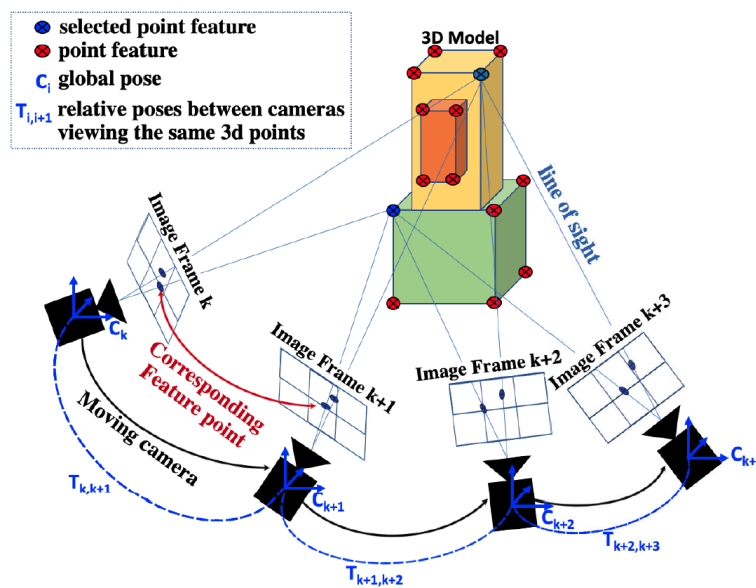 selected point feature
point feature
Cᵢ global pose
Tᵢ,ᵢ₊₁ relative poses between cameras
viewing the same 3d points
3D Model
line of sight
Image Frame k
Image Frame k+1
Image Frame k+2
Image Frame k+3
Corresponding
Feature point
Moving camera
Cₖ
Cₖ₊₁
Cₖ₊₂
Cₖ₊
Tₖ,ₖ₊₁
Tₖ₊₁,ₖ₊₂
Tₖ₊₂,ₖ₊₃